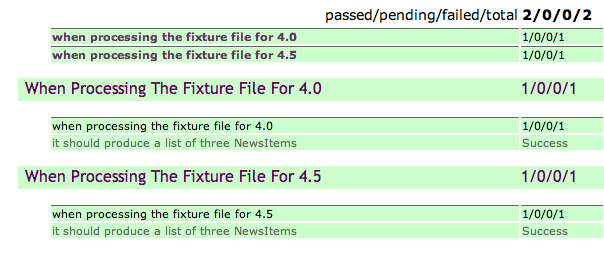 passed/pending/failed/total 2/0/0/2
when processing the fixture file for 4.0 1/0/0/1
when processing the fixture file for 4.5 1/0/0/1
When Processing The Fixture File For 4.0 1/0/0/1
when processing the fixture file for 4.0 1/0/0/1
it should produce a list of three NewsItems Success
When Processing The Fixture File For 4.5 1/0/0/1
when processing the fixture file for 4.5 1/0/0/1
it should produce a list of three NewsItems Success